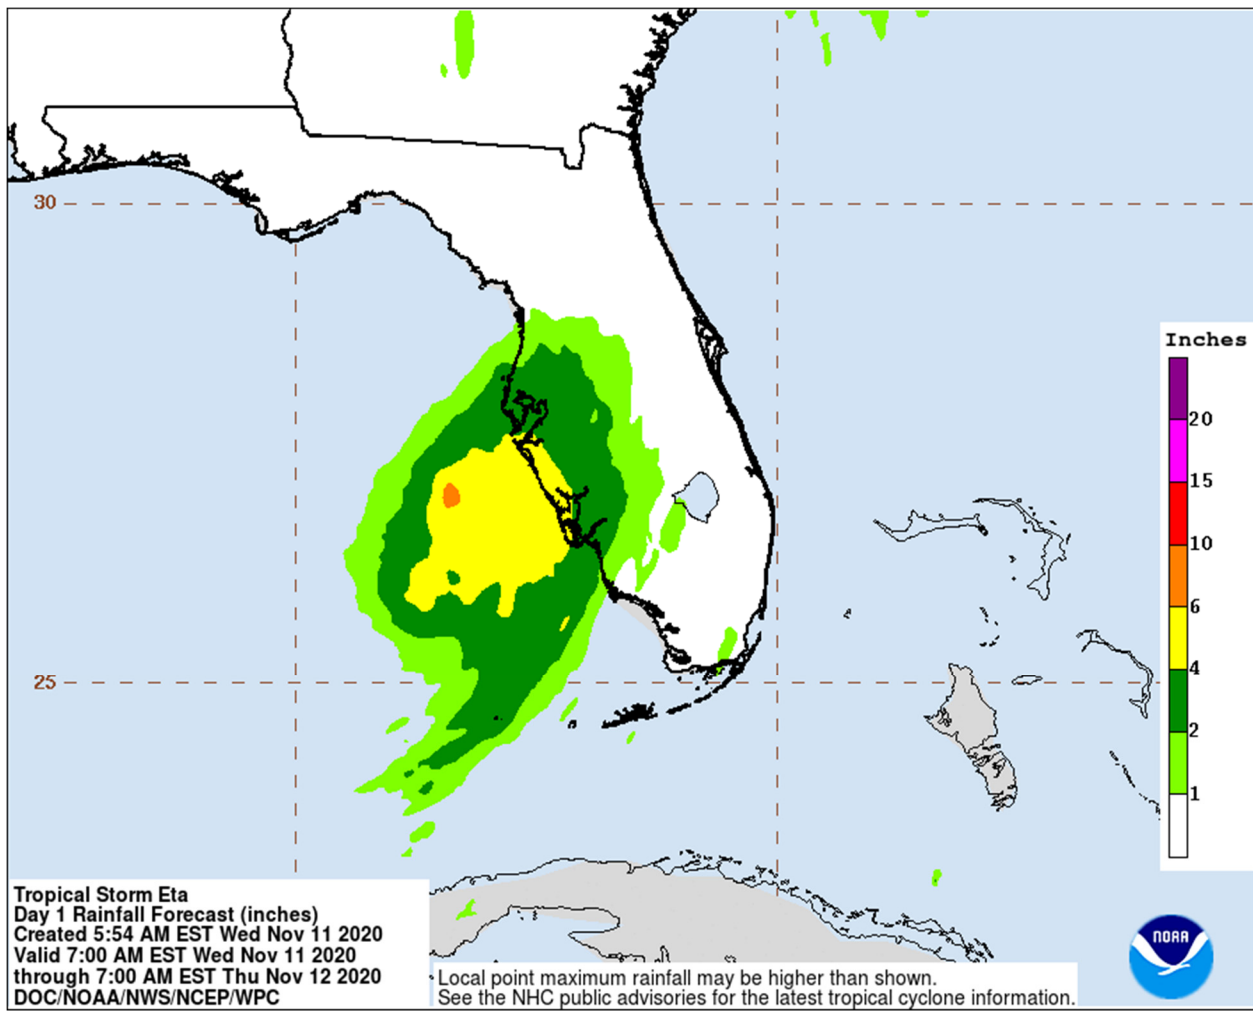 30
25
Inches
20
15
10
6
4
2
1
Tropical Storm Eta
Day 1 Rainfall Forecast (inches)
Created 5:54 AM EST Wed Nov 11 2020
Valid 7:00 AM EST Wed Nov 11 2020
through 7:00 AM EST Thu Nov 12 2020
DOC/NOAA/NWS/NCEP/WPC
Local point maximum rainfall may be higher than shown.
See the NHC public advisories for the latest tropical cyclone information.
NOAA